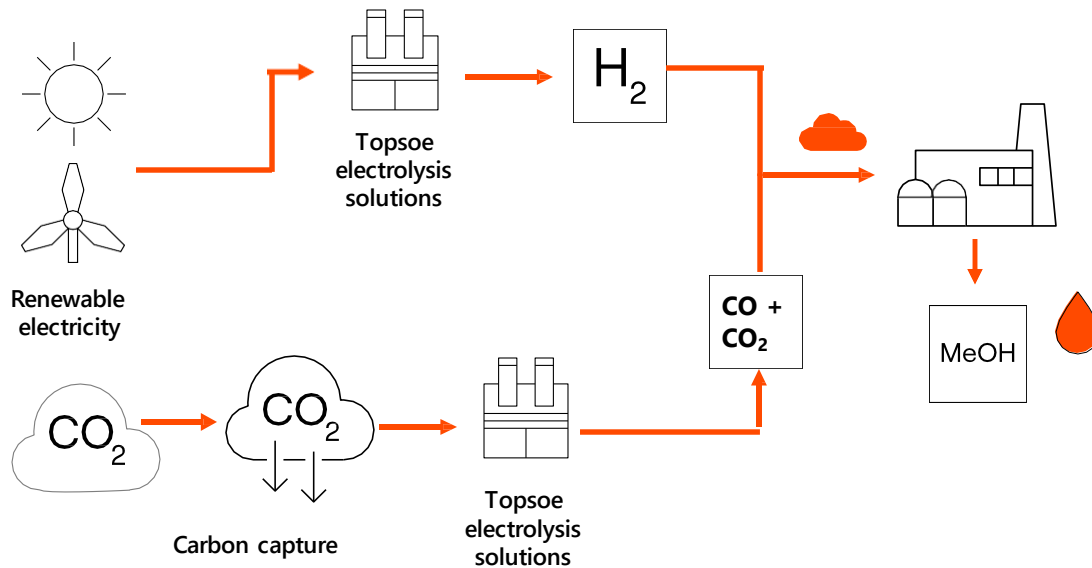 H₂
Topsoe
electrolysis
solutions
Renewable
electricity
CO +
CO₂
MeOH
CO₂
CO₂
Carbon capture
Topsoe
electrolysis
solutions